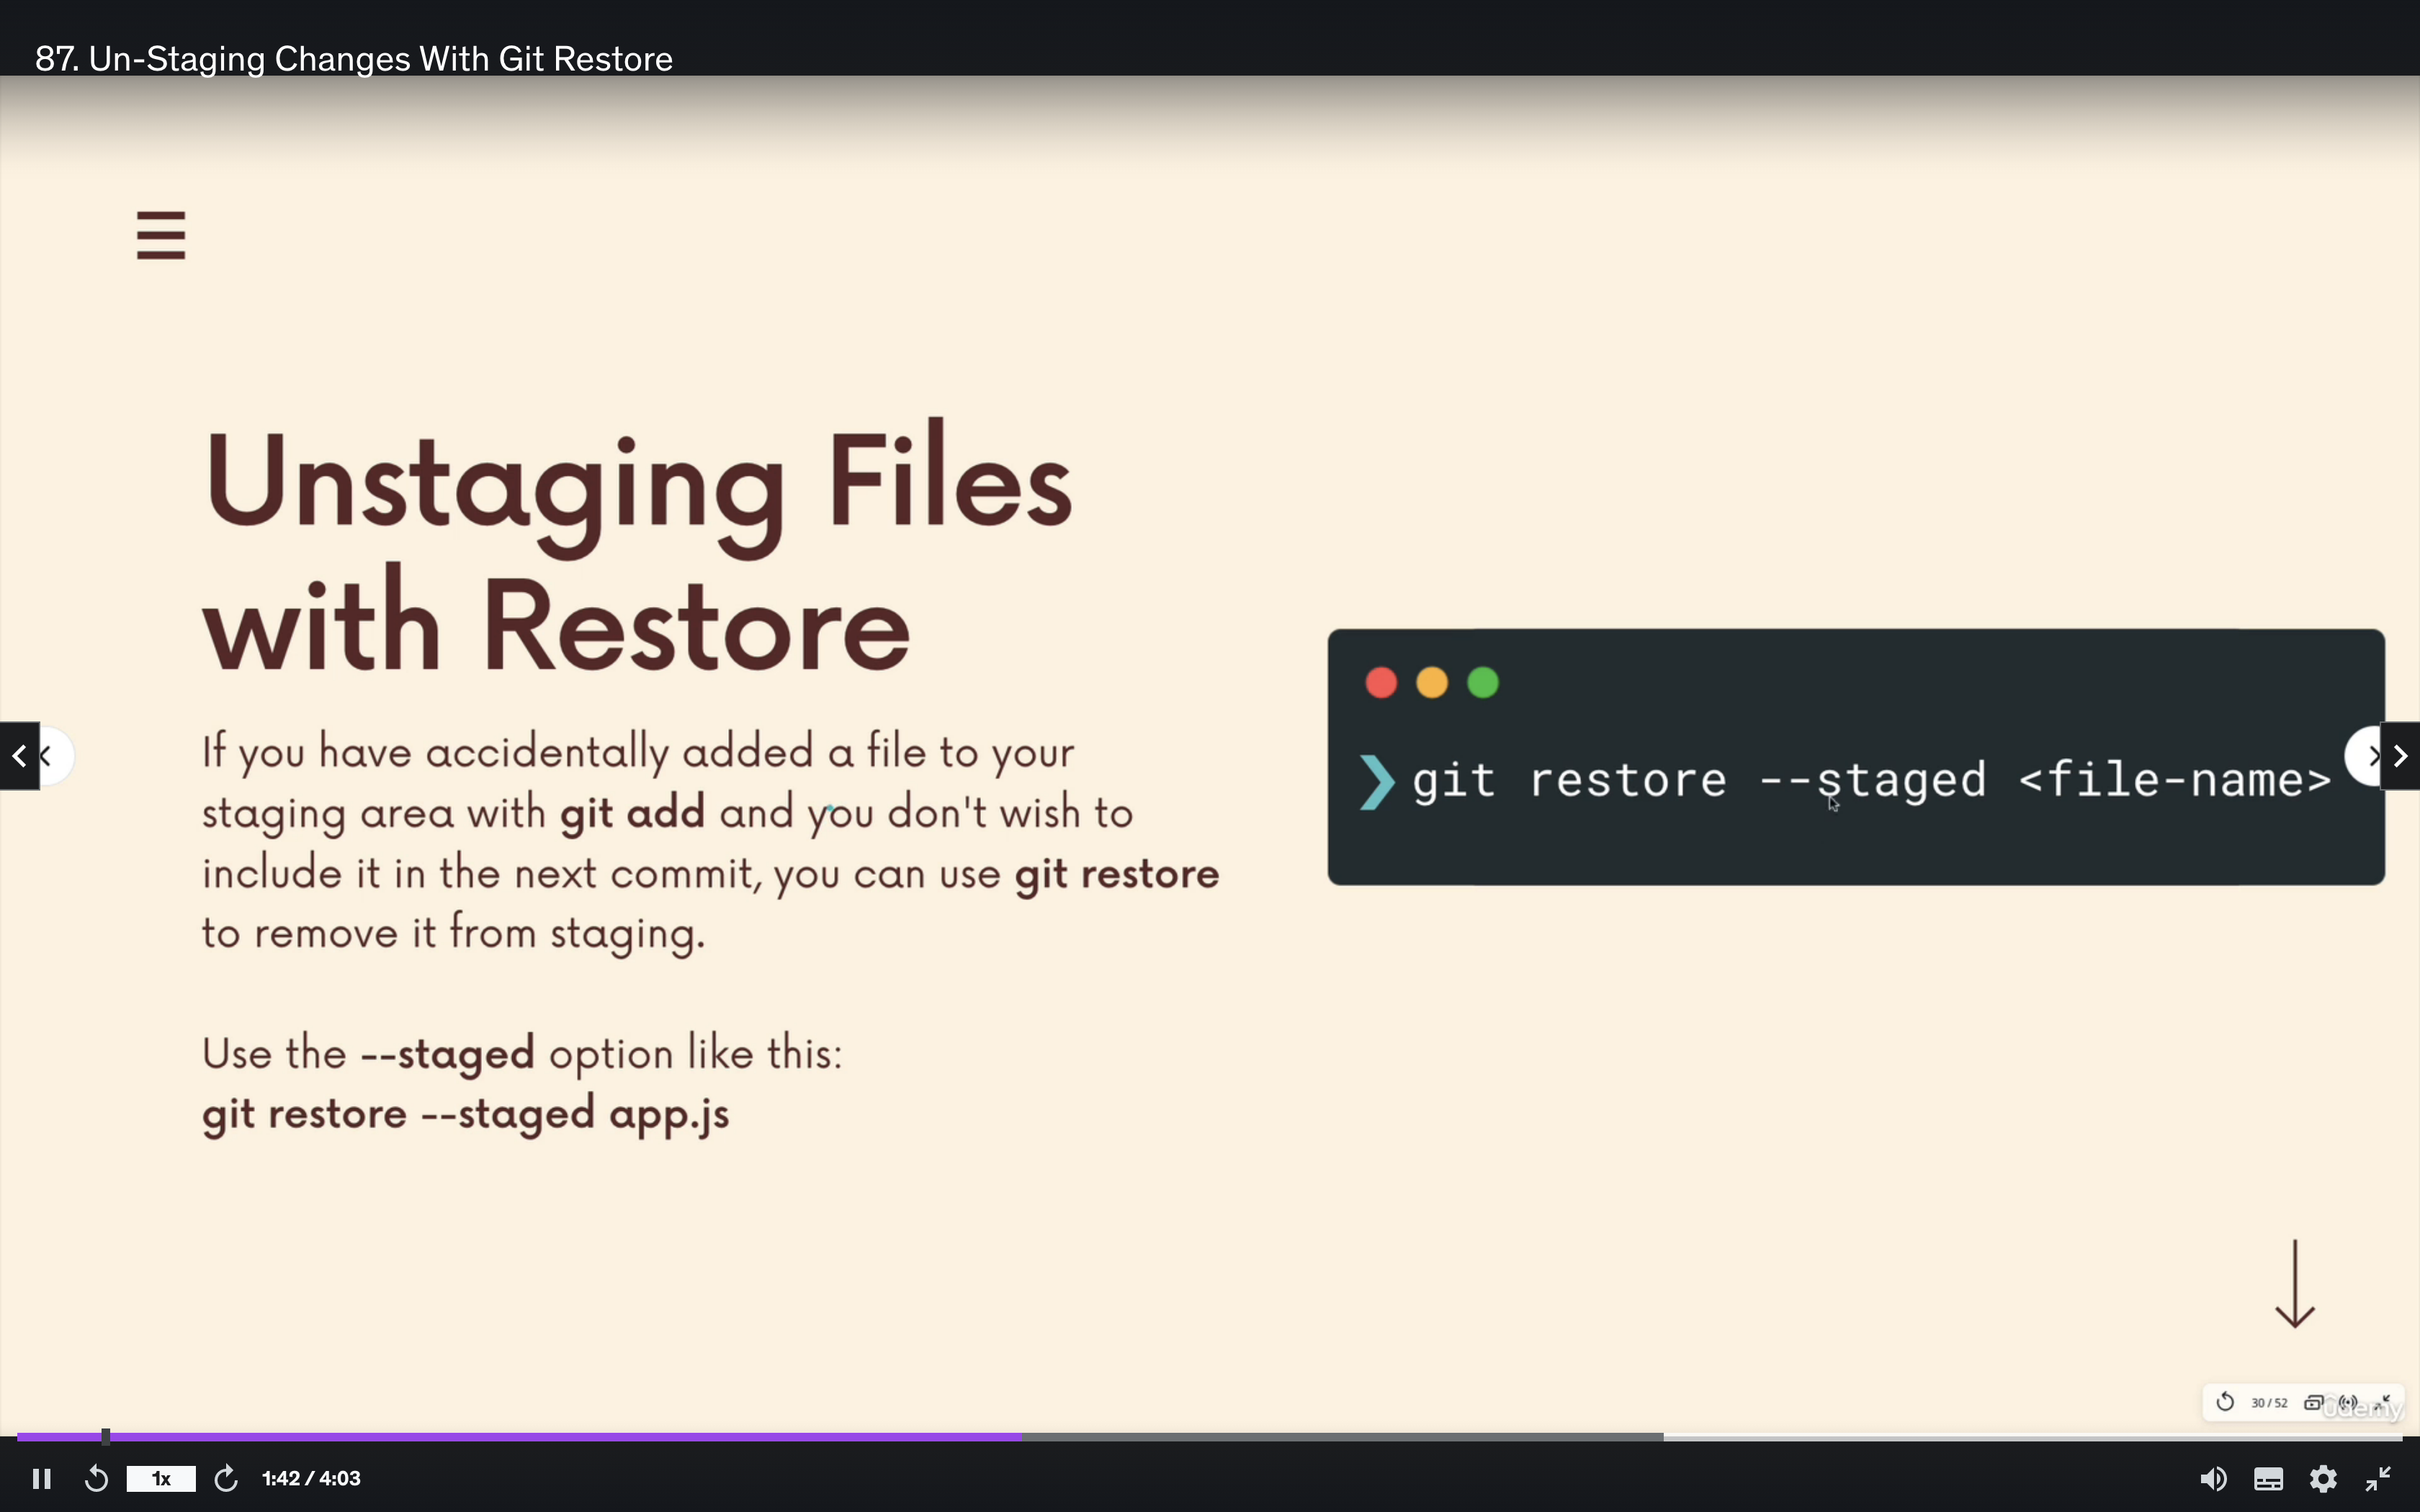 87. Un-Staging Changes With Git Restore
Unstaging Files
with Restore
If you have accidentally added a file to your
staging area with git add and you don't wish to
include it in the next commit, you can use git restore
to remove it from staging.
Use the --staged option like this:
git restore --staged app.js
❯ git restore --staged <file-name>
30 / 52
udemy
1x
1:42 / 4:03